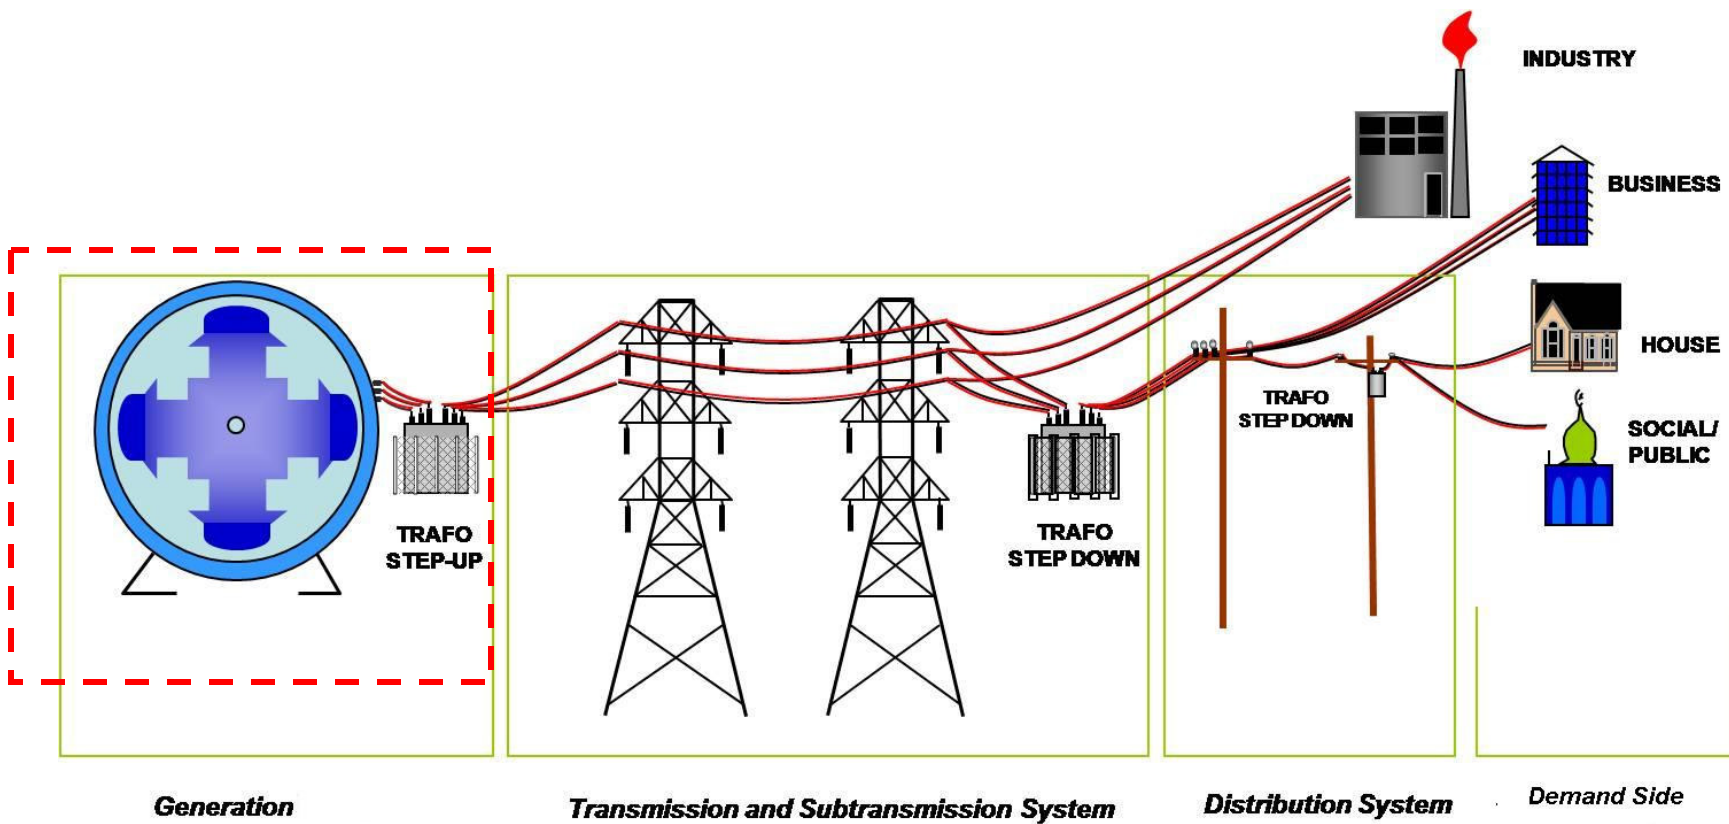 INDUSTRY
BUSINESS
HOUSE
TRAFO
STEP DOWN
SOCIAL/
PUBLIC
TRAFO
STEP-UP
TRAFO
STEP DOWN
Generation
Transmission and Subtransmission System
Distribution System
Demand Side